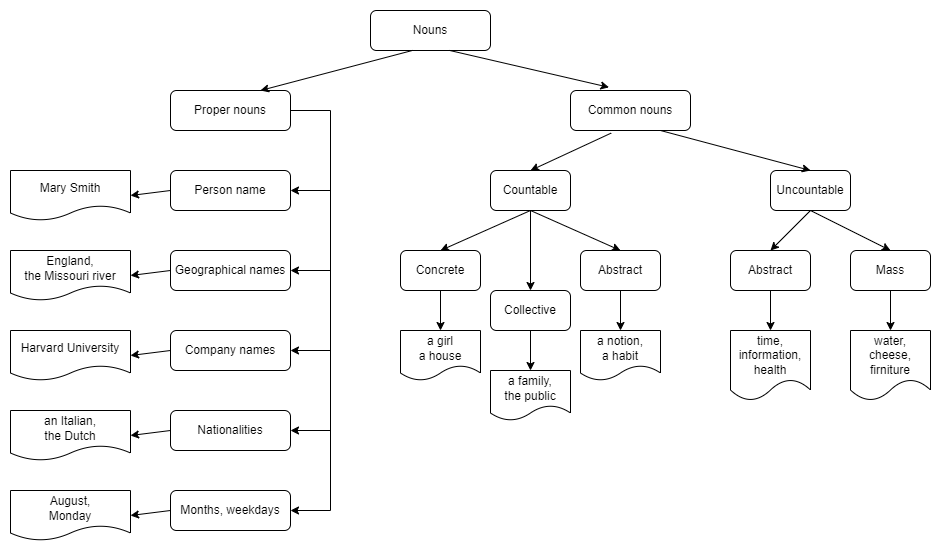 Nouns
Proper nouns
Common nouns
Mary Smith
Person name
Countable
Uncountable
England,
the Missouri river
Geographical names
Concrete
Abstract
Abstract
Mass
Collective
Harvard University
Company names
a girl
a house
a notion,
a habit
time,
information,
health
water,
cheese,
firniture
a family,
the public
an Italian,
the Dutch
Nationalities
August,
Monday
Months, weekdays